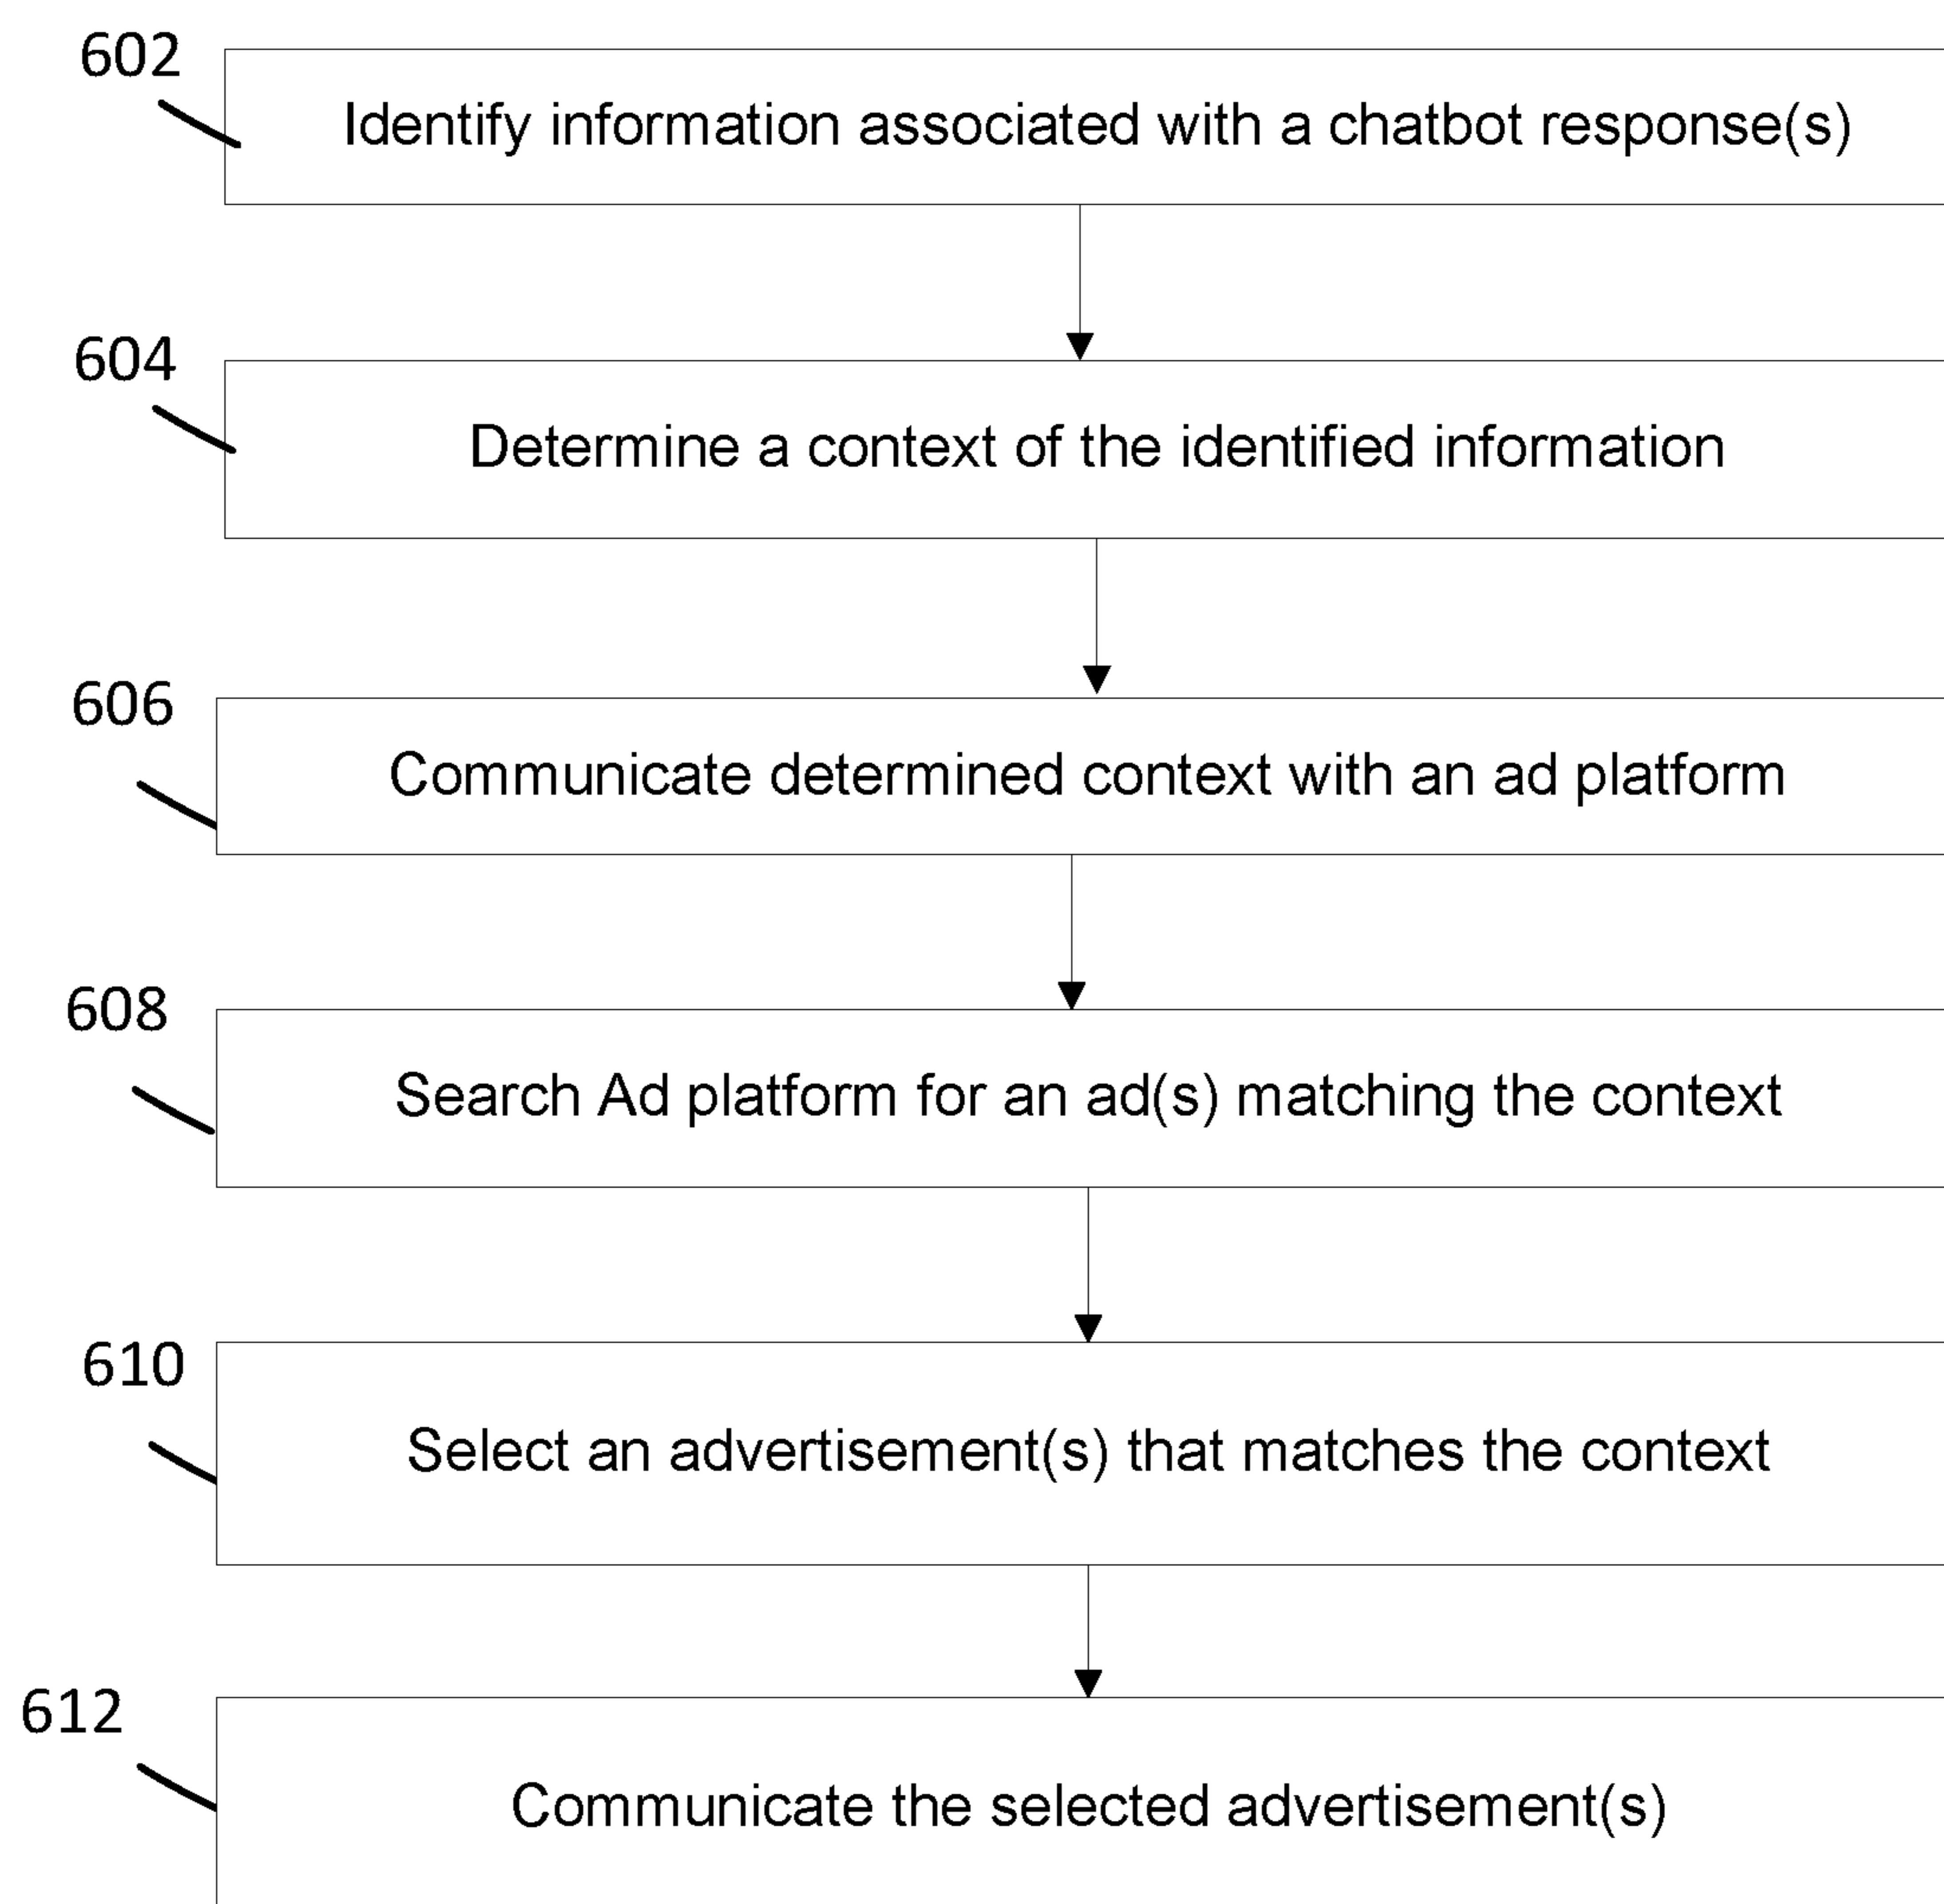 602
Identify information associated with a chatbot response(s)
604
Determine a context of the identified information
606
Communicate determined context with an ad platform
608
Search Ad platform for an ad(s) matching the context
610
Select an advertisement(s) that matches the context
612
Communicate the selected advertisement(s)